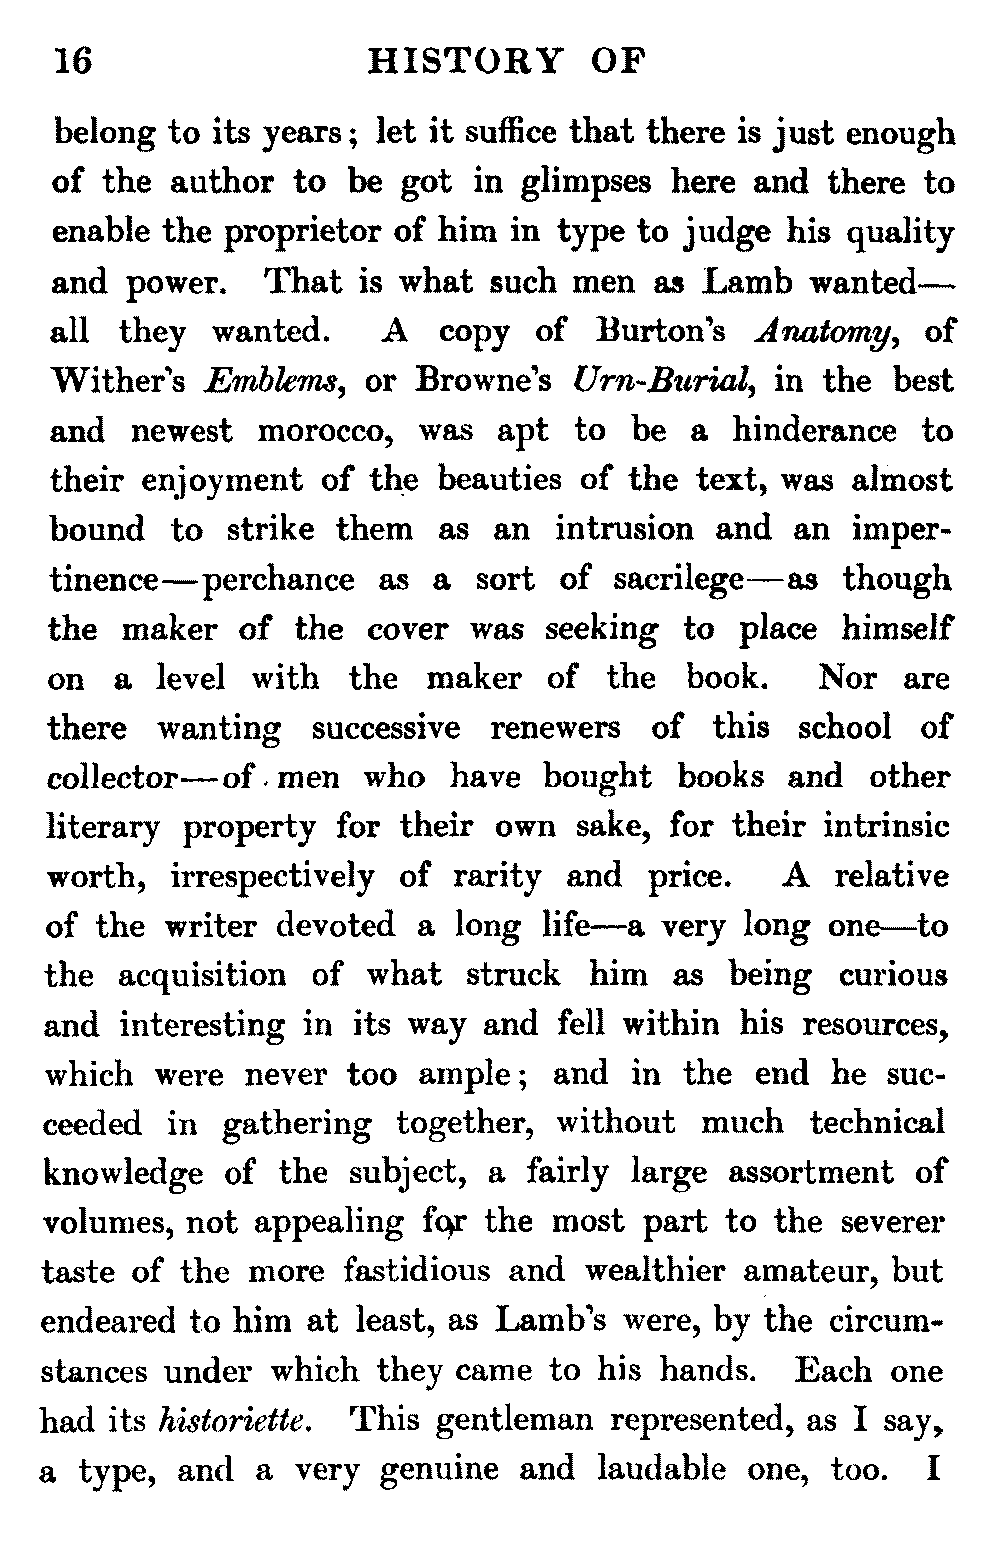 16 HISTORY OF
belong to its years; let it suffice that there is just enough
of the author to be got in glimpses here and there to
enable the proprietor of him in type to judge his quality
and power. That is what such men as Lamb wanted—
all they wanted. A copy of Burton's Anatomy, of
Wither's Emblems, or Browne's Urn-Burial, in the best
and newest morocco, was apt to be a hinderance to
their enjoyment of the beauties of the text, was almost
bound to strike them as an intrusion and an imper-
tinence—perchance as a sort of sacrilege—as though
the maker of the cover was seeking to place himself
on a level with the maker of the book. Nor are
there wanting successive renewers of this school of
collector—of men who have bought books and other
literary property for their own sake, for their intrinsic
worth, irrespectively of rarity and price. A relative
of the writer devoted a long life—a very long one—to
the acquisition of what struck him as being curious
and interesting in its way and fell within his resources,
which were never too ample; and in the end he suc-
ceeded in gathering together, without much technical
knowledge of the subject, a fairly large assortment of
volumes, not appealing for the most part to the severer
taste of the more fastidious and wealthier amateur, but
endeared to him at least, as Lamb's were, by the circum-
stances under which they came to his hands. Each one
had its historiette. This gentleman represented, as I say,
a type, and a very genuine and laudable one, too. I